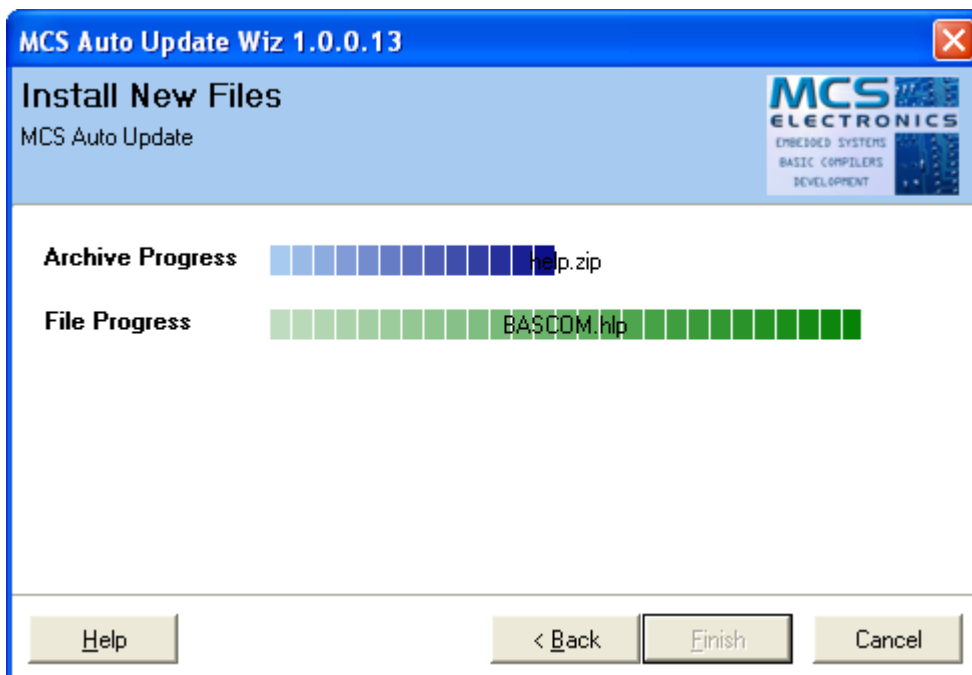 MCS Auto Update Wiz 1.0.0.13
Install New Files
MCS Auto Update
MCS
ELECTRONICS
EMBEDDED SYSTEMS
BASIC COMPILERS
DEVELOPMENT
Archive Progress
help.zip
File Progress
BASCOM.hlp
Help
< Back
Finish
Cancel